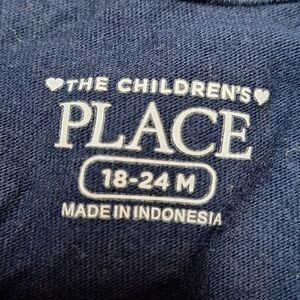 THE CHILDREN'S
PLACE
18-24 M
MADE IN INDONESIA